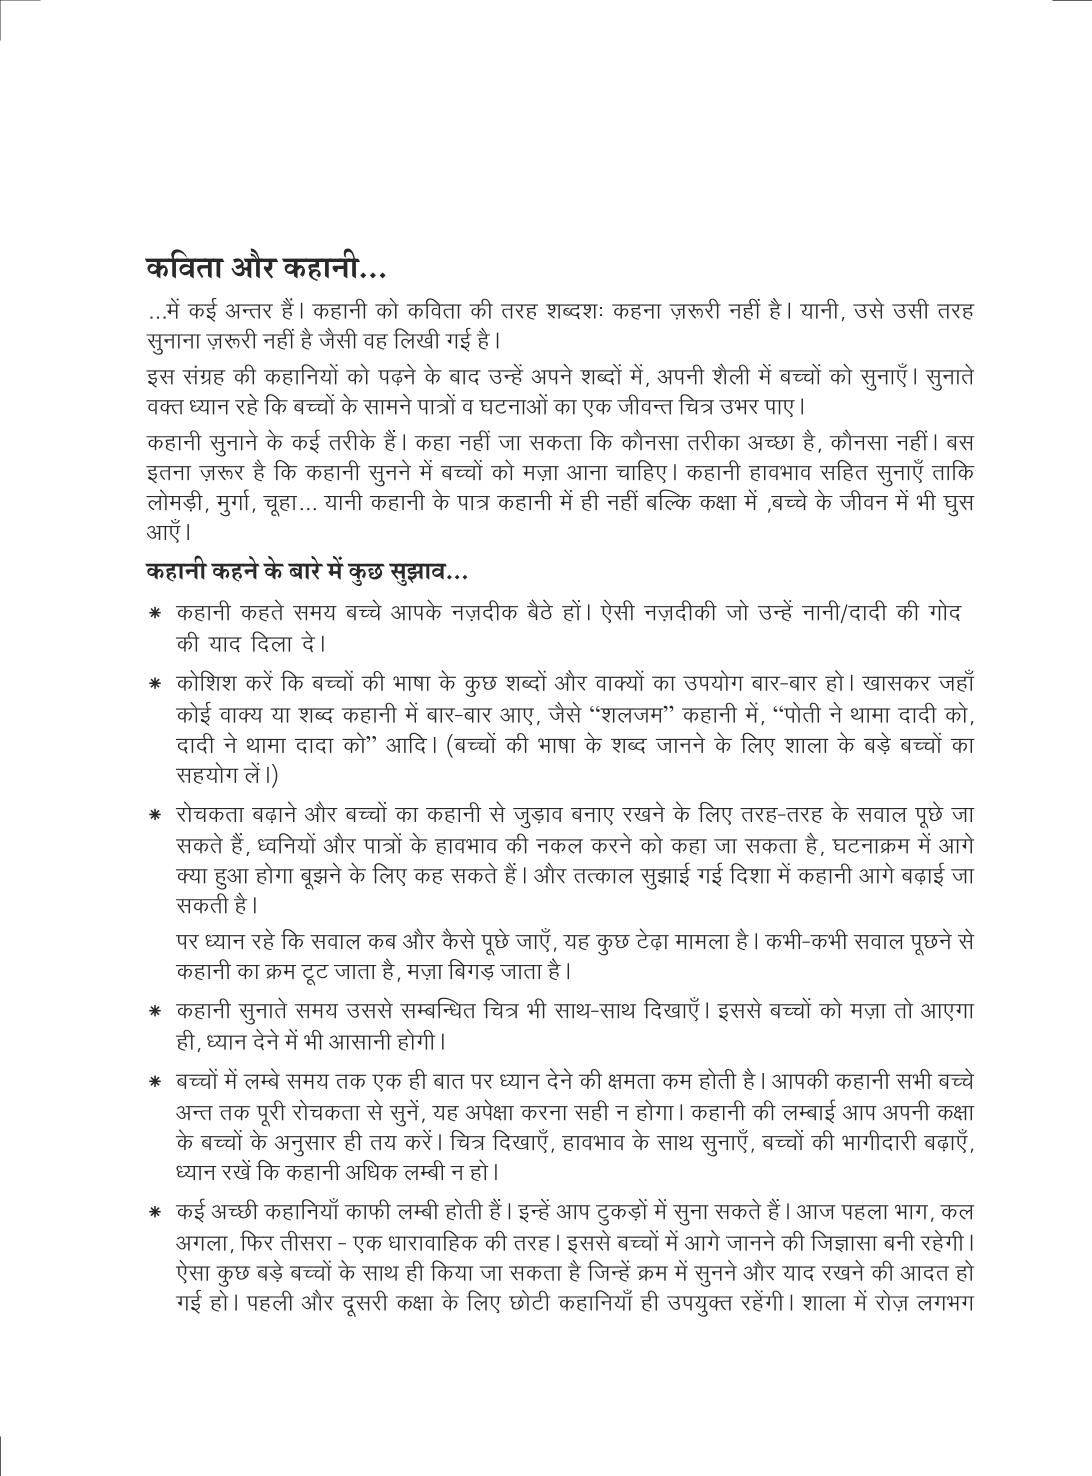 कविता और कहानी...
...में कई अन्तर हैं। कहानी को कविता की तरह शब्दशः कहना ज़रूरी नहीं है। यानी, उसे उसी तरह
सुनाना ज़रूरी नहीं है जैसी वह लिखी गई है।
इस संग्रह की कहानियों को पढ़ने के बाद उन्हें अपने शब्दों में, अपनी शैली में बच्चों को सुनाएँ। सुनाते
वक्त ध्यान रहे कि बच्चों के सामने पात्रों व घटनाओं का एक जीवन्त चित्र उभर पाए।
कहानी सुनाने के कई तरीके हैं। कहा नहीं जा सकता कि कौनसा तरीका अच्छा है, कौनसा नहीं। बस
इतना ज़रूर है कि कहानी सुनने में बच्चों को मज़ा आना चाहिए। कहानी हावभाव सहित सुनाएँ ताकि
लोमड़ी, मुर्गा, चूहा... यानी कहानी के पात्र कहानी में ही नहीं बल्कि कक्षा में ,बच्चे के जीवन में भी घुस
आएँ।
कहानी कहने के बारे में कुछ सुझाव...
* कहानी कहते समय बच्चे आपके नज़दीक बैठे हों। ऐसी नज़दीकी जो उन्हें नानी/दादी की गोद
की याद दिला दे।
* कोशिश करें कि बच्चों की भाषा के कुछ शब्दों और वाक्यों का उपयोग बार-बार हो। खासकर जहाँ
कोई वाक्य या शब्द कहानी में बार-बार आए, जैसे “शलजम” कहानी में, “पोती ने थामा दादी को,
दादी ने थामा दादा को” आदि। (बच्चों की भाषा के शब्द जानने के लिए शाला के बड़े बच्चों का
सहयोग लें।)
* रोचकता बढ़ाने और बच्चों का कहानी से जुड़ाव बनाए रखने के लिए तरह-तरह के सवाल पूछे जा
सकते हैं, ध्वनियों और पात्रों के हावभाव की नकल करने को कहा जा सकता है, घटनाक्रम में आगे
क्या हुआ होगा बूझने के लिए कह सकते हैं। और तत्काल सुझाई गई दिशा में कहानी आगे बढ़ाई जा
सकती है।
पर ध्यान रहे कि सवाल कब और कैसे पूछे जाएँ, यह कुछ टेढ़ा मामला है। कभी-कभी सवाल पूछने से
कहानी का क्रम टूट जाता है, मज़ा बिगड़ जाता है।
* कहानी सुनाते समय उससे सम्बन्धित चित्र भी साथ-साथ दिखाएँ। इससे बच्चों को मज़ा तो आएगा
ही, ध्यान देने में भी आसानी होगी।
* बच्चों में लम्बे समय तक एक ही बात पर ध्यान देने की क्षमता कम होती है। आपकी कहानी सभी बच्चे
अन्त तक पूरी रोचकता से सुनें, यह अपेक्षा करना सही न होगा। कहानी की लम्बाई आप अपनी कक्षा
के बच्चों के अनुसार ही तय करें। चित्र दिखाएँ, हावभाव के साथ सुनाएँ, बच्चों की भागीदारी बढ़ाएँ,
ध्यान रखें कि कहानी अधिक लम्बी न हो।
* कई अच्छी कहानियाँ काफी लम्बी होती हैं। इन्हें आप टुकड़ों में सुना सकते हैं। आज पहला भाग, कल
अगला, फिर तीसरा - एक धारावाहिक की तरह। इससे बच्चों में आगे जानने की जिज्ञासा बनी रहेगी।
ऐसा कुछ बड़े बच्चों के साथ ही किया जा सकता है जिन्हें क्रम में सुनने और याद रखने की आदत हो
गई हो। पहली और दूसरी कक्षा के लिए छोटी कहानियाँ ही उपयुक्त रहेंगी। शाला में रोज़ लगभग